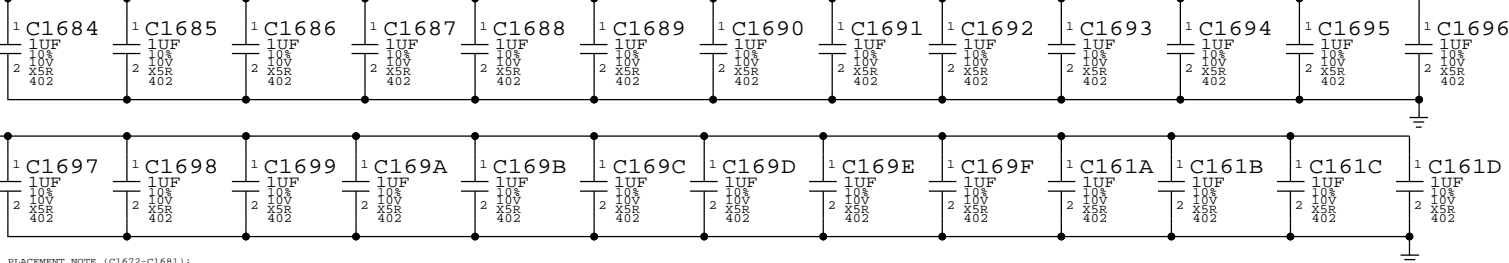 1 C1684 1 C1685 1 C1686 1 C1687 1 C1688 1 C1689 1 C1690 1 C1691 1 C1692 1 C1693 1 C1694 1 C1695 1 C1696
1UF 1UF 1UF 1UF 1UF 1UF 1UF 1UF 1UF 1UF 1UF 1UF 1UF
10% 10% 10% 10% 10% 10% 10% 10% 10% 10% 10% 10% 10%
2 10V 2 10V 2 10V 2 10V 2 10V 2 10V 2 10V 2 10V 2 10V 2 10V 2 10V 2 10V 2 10V
X5R X5R X5R X5R X5R X5R X5R X5R X5R X5R X5R X5R X5R
402 402 402 402 402 402 402 402 402 402 402 402 402
1 C1697 1 C1698 1 C1699 1 C169A 1 C169B 1 C169C 1 C169D 1 C169E 1 C169F 1 C161A 1 C161B 1 C161C 1 C161D
1UF 1UF 1UF 1UF 1UF 1UF 1UF 1UF 1UF 1UF 1UF 1UF 1UF
10% 10% 10% 10% 10% 10% 10% 10% 10% 10% 10% 10% 10%
2 10V 2 10V 2 10V 2 10V 2 10V 2 10V 2 10V 2 10V 2 10V 2 10V 2 10V 2 10V 2 10V
X5R X5R X5R X5R X5R X5R X5R X5R X5R X5R X5R X5R X5R
402 402 402 402 402 402 402 402 402 402 402 402 402
PLACEMENT_NOTE (C1672-C1681):